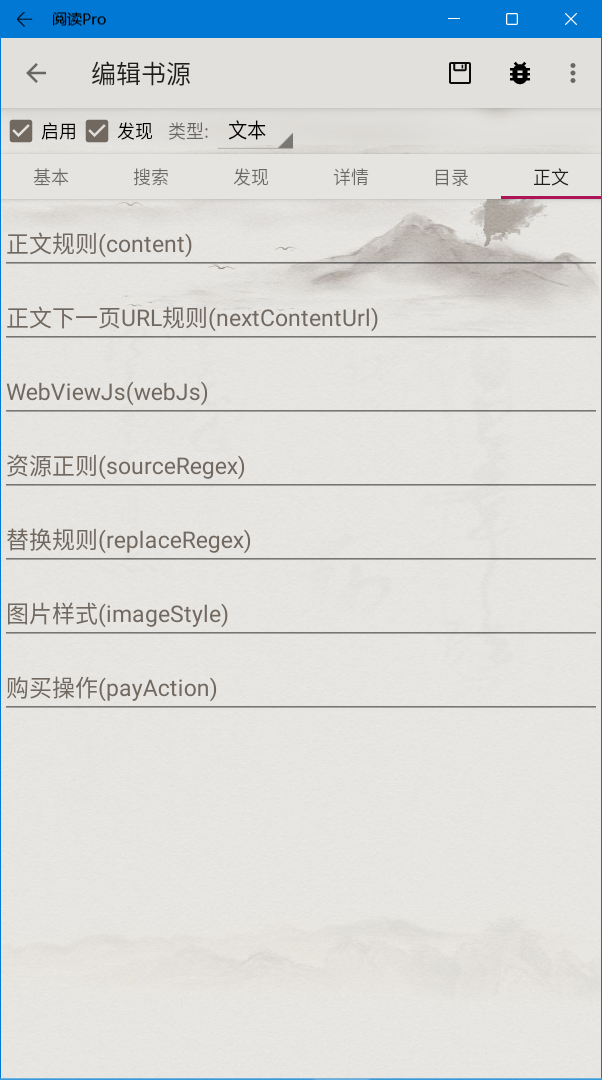 阅读Pro
编辑书源
启用 发现 类型: 文本
基本 搜索 发现 详情 目录 正文
正文规则(content)
正文下一页URL规则(nextContentUrl)
WebViewJs(webJs)
资源正则(sourceRegex)
替换规则(replaceRegex)
图片样式(imageStyle)
购买操作(payAction)